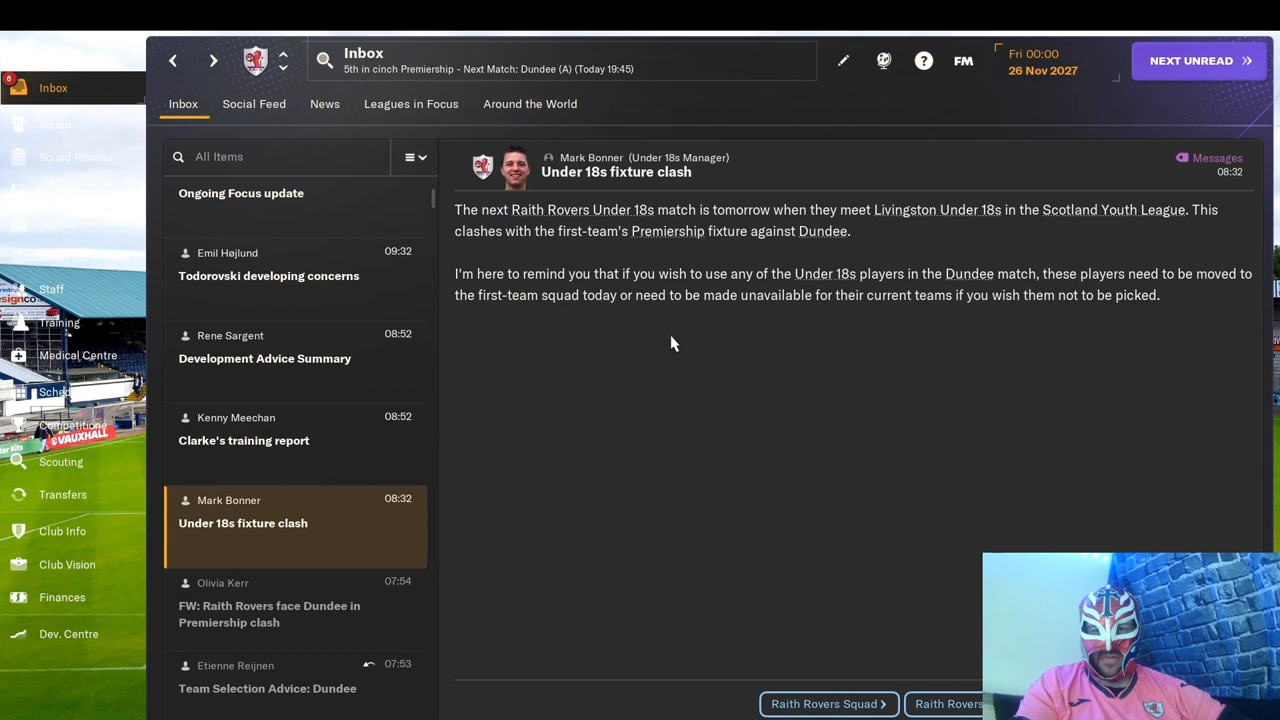 Inbox
5th in cinch Premiership - Next Match: Dundee (A) (Today 19:45)
?
FM
Fri 00:00
26 Nov 2027
NEXT UNREAD
6
Inbox
Squad
Squad Planner
Staff
Training
Medical Centre
Scouting
Transfers
Club Info
Club Vision
Finances
Dev. Centre
VAUXHALL
Inbox
Social Feed
News
Leagues in Focus
Around the World
All Items
Ongoing Focus update
Emil Højlund
09:32
Todorovski developing concerns
Rene Sargent
08:52
Development Advice Summary
Kenny Meechan
08:52
Clarke's training report
Mark Bonner
08:32
Under 18s fixture clash
Olivia Kerr
07:54
FW: Raith Rovers face Dundee in
Premiership clash
Etienne Reijnen
07:53
Team Selection Advice: Dundee
Mark Bonner (Under 18s Manager)
Under 18s fixture clash
Messages
08:32
The next Raith Rovers Under 18s match is tomorrow when they meet Livingston Under 18s in the Scotland Youth League. This
clashes with the first-team's Premiership fixture against Dundee.
I'm here to remind you that if you wish to use any of the Under 18s players in the Dundee match, these players need to be moved to
the first-team squad today or need to be made unavailable for their current teams if you wish them not to be picked.
Raith Rovers Squad
Raith Rovers